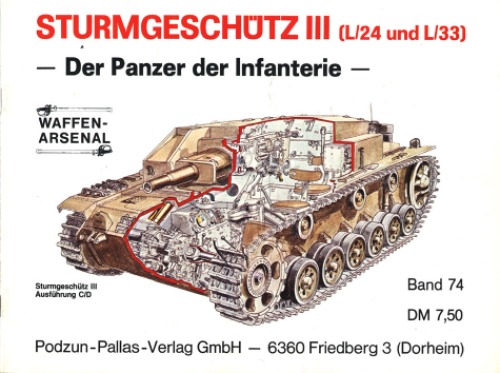 STURMGESCHÜTZ III (L/24 und L/33)
— Der Panzer der Infanterie —
WAFFEN-
ARSENAL
Sturmgeschütz III
Ausführung C/D
Band 74
DM 7,50
Podzun-Pallas-Verlag GmbH — 6360 Friedberg 3 (Dorheim)